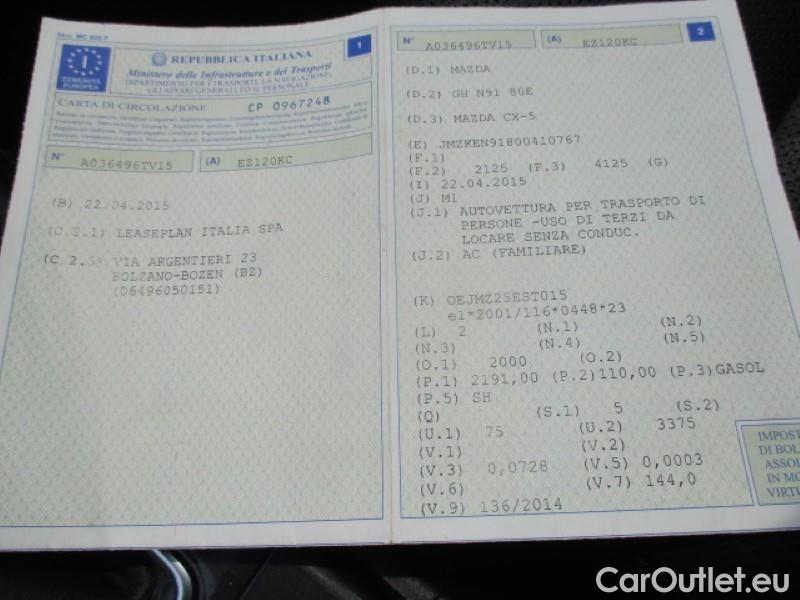 Mod. MC 820 F
1
I
COMUNITÀ
EUROPEA
REPUBBLICA ITALIANA
Ministero delle Infrastrutture e dei Trasporti
DIPARTIMENTO PER I TRASPORTI, LA NAVIGAZIONE,
GLI AFFARI GENERALI ED IL PERSONALE
CARTA DI CIRCOLAZIONE CP 0967248
N° A036496TV15 (A) EZ120KC
(B) 22.04.2015
(C.2.1) LEASEPLAN ITALIA SPA
(C.2.3) VIA ARGENTIERI 23
BOLZANO-BOZEN (BZ)
(06496050151)
N° A036496TV15 (A) EZ120KC 2
(D.1) MAZDA
(D.2) GH N91 80E
(D.3) MAZDA CX-5
(E) JMZKEN91800410767
(F.1)
(F.2) 2125 (F.3) 4125 (G)
(I) 22.04.2015
(J) M1
(J.1) AUTOVETTURA PER TRASPORTO DI
PERSONE -USO DI TERZI DA
LOCARE SENZA CONDUC.
(J.2) AC (FAMILIARE)
(K) OEJMZ25EST015
e1*2001/116*0448*23
(L) 2 (N.1) (N.2)
(N.3) (N.4) (N.5)
(O.1) 2000 (O.2)
(P.1) 2191,00 (P.2)110,00 (P.3)GASOL
(P.5) SH
(Q) (S.1) 5 (S.2)
(U.1) 75 (U.2) 3375
(V.1) (V.2)
(V.3) 0,0728 (V.5) 0,0003
(V.6) (V.7) 144,0
(V.9) 136/2014
IMPOST
DI BOL
ASSOL
IN MO
VIRTU
CarOutlet.eu